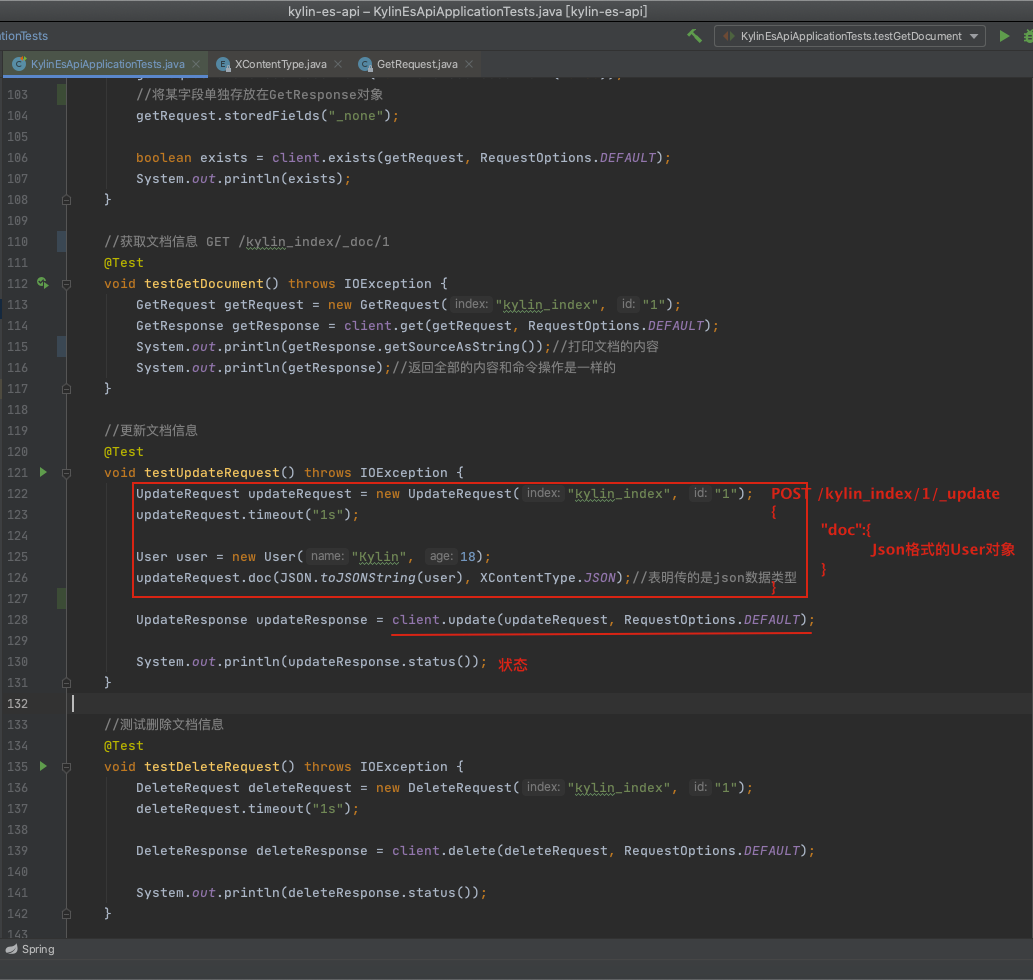 kylin-es-api – KylinEsApiApplicationTests.java [kylin-es-api]
tionTests
KylinEsApiApplicationTests.testGetDocument
KylinEsApiApplicationTests.java
XContentType.java
GetRequest.java
103 //将某字段单独存放在GetResponse对象
104 getRequest.storedFields("_none");
105
106 boolean exists = client.exists(getRequest, RequestOptions.DEFAULT);
107 System.out.println(exists);
108 }
109
110 //获取文档信息 GET /kylin_index/_doc/1
111 @Test
112 void testGetDocument() throws IOException {
113 GetRequest getRequest = new GetRequest( index: "kylin_index", id: "1");
114 GetResponse getResponse = client.get(getRequest, RequestOptions.DEFAULT);
115 System.out.println(getResponse.getSourceAsString());//打印文档的内容
116 System.out.println(getResponse);//返回全部的内容和命令操作是一样的
117 }
118
119 //更新文档信息
120 @Test
121 void testUpdateRequest() throws IOException {
122 UpdateRequest updateRequest = new UpdateRequest( index: "kylin_index", id: "1"); POST /kylin_index/1/_update
123 updateRequest.timeout("1s"); {
124 "doc":{
125 User user = new User( name: "Kylin", age: 18); Json格式的User对象
126 updateRequest.doc(JSON.toJSONString(user), XContentType.JSON);//表明传的是json数据类型 }
127 }
128 UpdateResponse updateResponse = client.update(updateRequest, RequestOptions.DEFAULT);
129
130 System.out.println(updateResponse.status()); 状态
131 }
132
133 //测试删除文档信息
134 @Test
135 void testDeleteRequest() throws IOException {
136 DeleteRequest deleteRequest = new DeleteRequest( index: "kylin_index", id: "1");
137 deleteRequest.timeout("1s");
138
139 DeleteResponse deleteResponse = client.delete(deleteRequest, RequestOptions.DEFAULT);
140
141 System.out.println(deleteResponse.status());
142 }
143
Spring